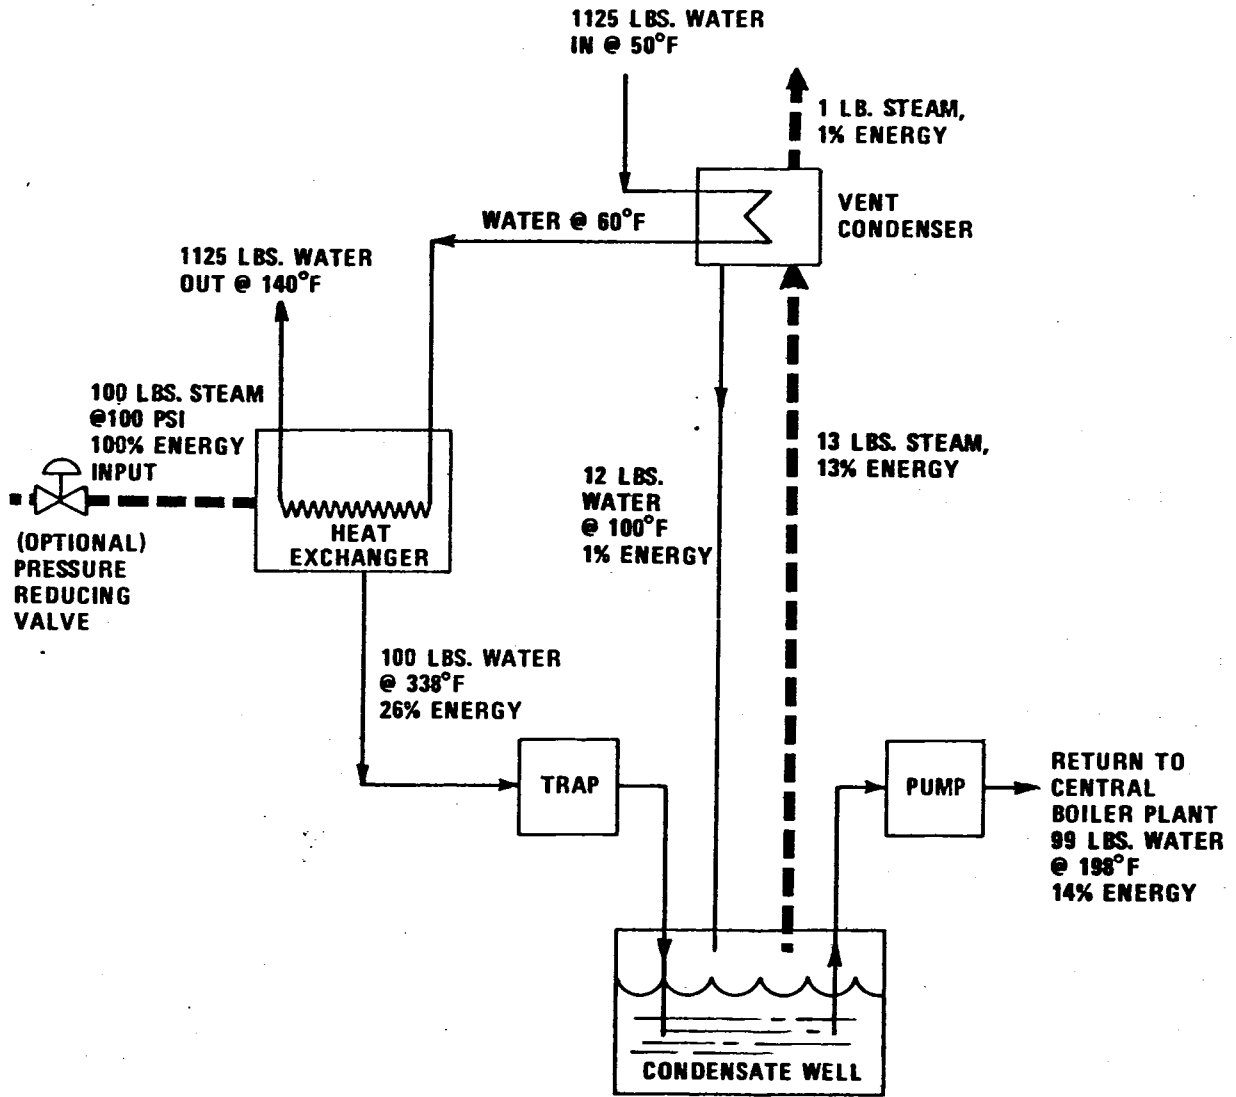 1125 LBS. WATER
IN @ 50°F
1 LB. STEAM,
1% ENERGY
VENT
CONDENSER
WATER @ 60°F
1125 LBS. WATER
OUT @ 140°F
100 LBS. STEAM
@100 PSI
100% ENERGY
INPUT
(OPTIONAL)
PRESSURE
REDUCING
VALVE
HEAT
EXCHANGER
12 LBS.
WATER
@ 100°F
1% ENERGY
13 LBS. STEAM,
13% ENERGY
100 LBS. WATER
@ 338°F
26% ENERGY
TRAP
PUMP
RETURN TO
CENTRAL
BOILER PLANT
99 LBS. WATER
@ 198°F
14% ENERGY
CONDENSATE WELL